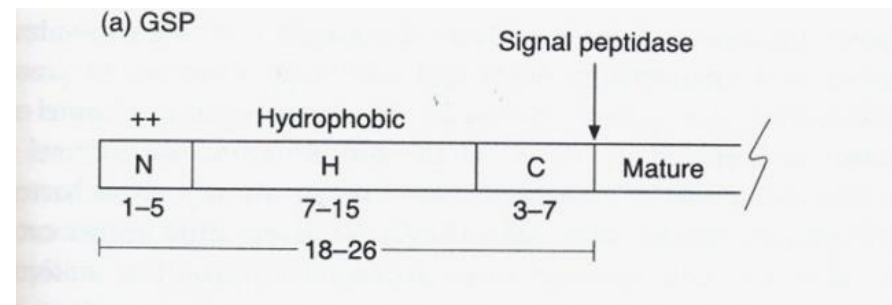 (a) GSP
Signal peptidase
++ Hydrophobic
N H C Mature
1–5 7–15 3–7
18–26